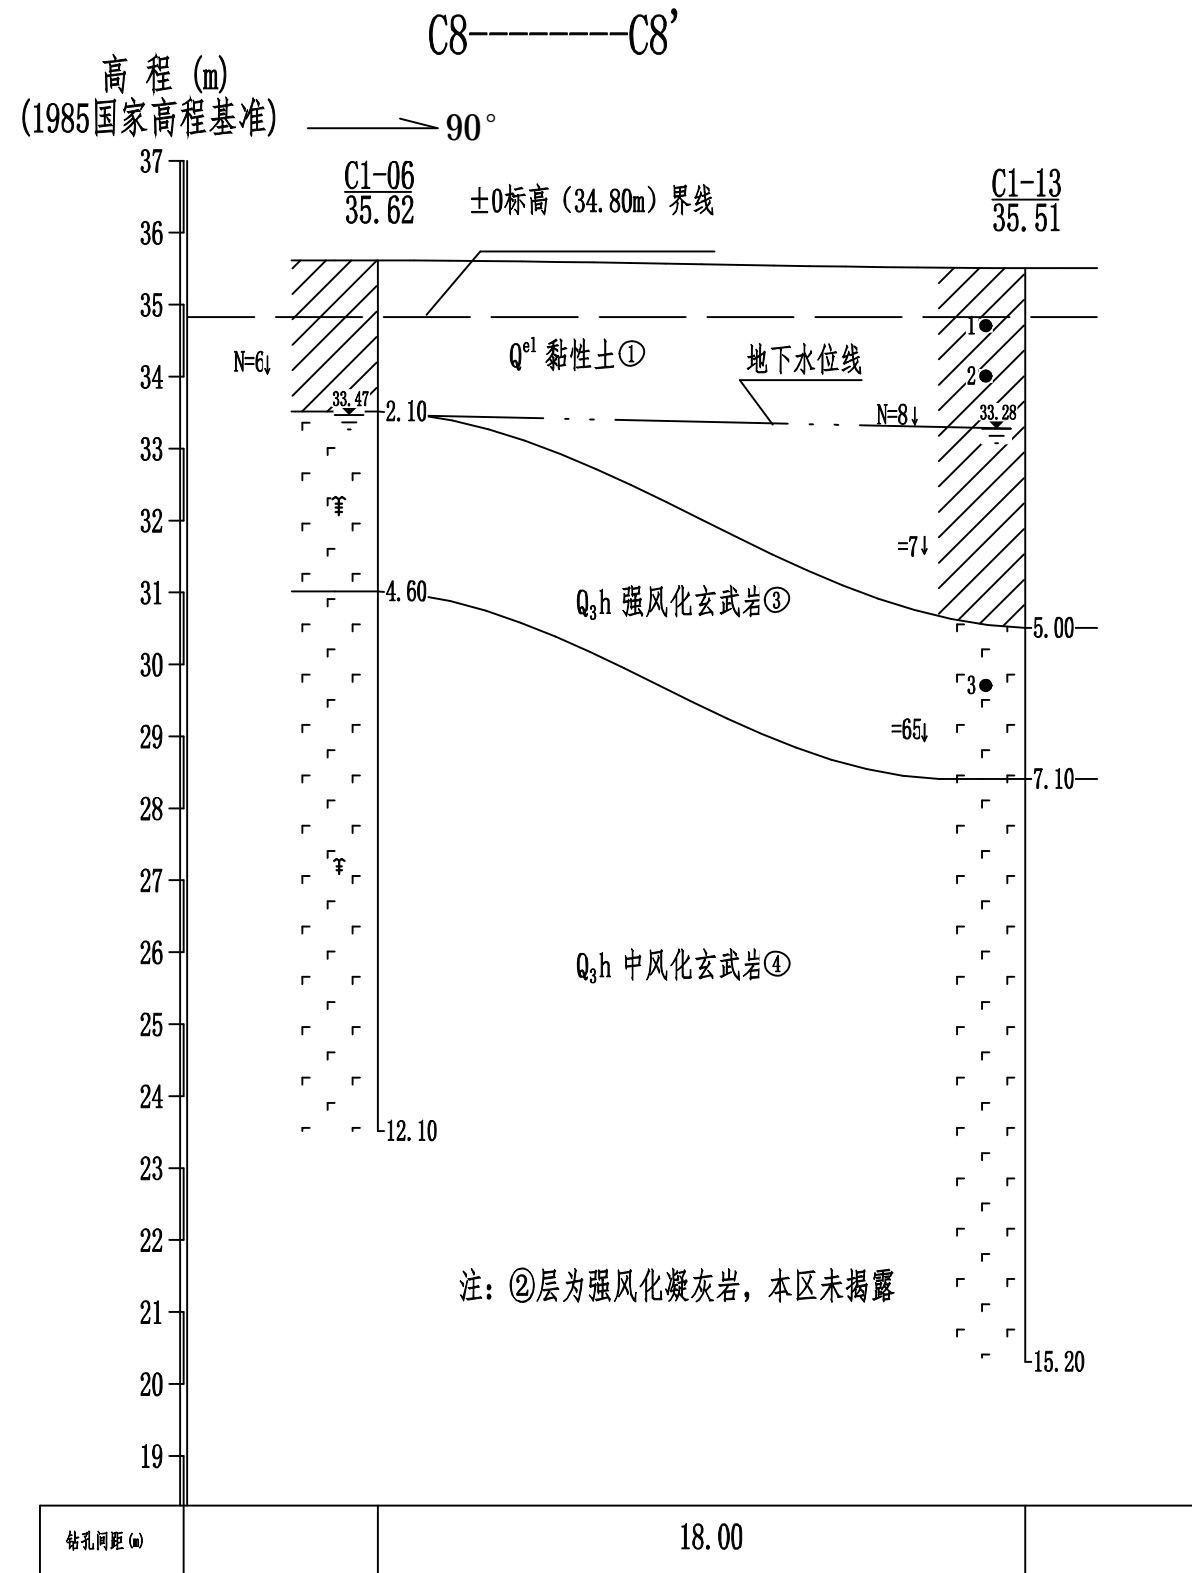 C8--------C8'
高 程 (m)
(1985国家高程基准)
90°
37
C1-06
35.62
±0标高（34.80m）界线
C1-13
35.51
36
35
1
N=6↓
Qel 黏性土①
地下水位线
34
2
33.47
2.10
N=8↓
33.28
33
32
=7↓
31
4.60
Q3h 强风化玄武岩③
5.00
30
3
29
=65↓
7.10
28
27
26
Q3h 中风化玄武岩④
25
24
12.10
23
22
注：②层为强风化凝灰岩，本区未揭露
21
15.20
20
19
钻孔间距(m)
18.00